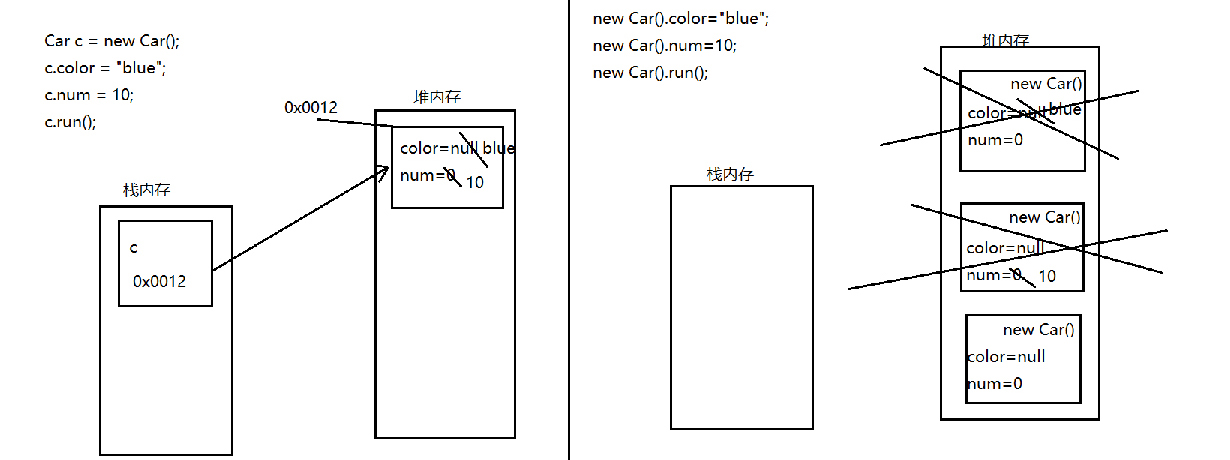 Car c = new Car();
c.color = "blue";
c.num = 10;
c.run();
0x0012
堆内存
color=null blue
num=0 10
栈内存
c
0x0012
new Car().color="blue";
new Car().num=10;
new Car().run();
堆内存
new Car()
color=null blue
num=0
栈内存
new Car()
color=null
num=0 10
new Car()
color=null
num=0